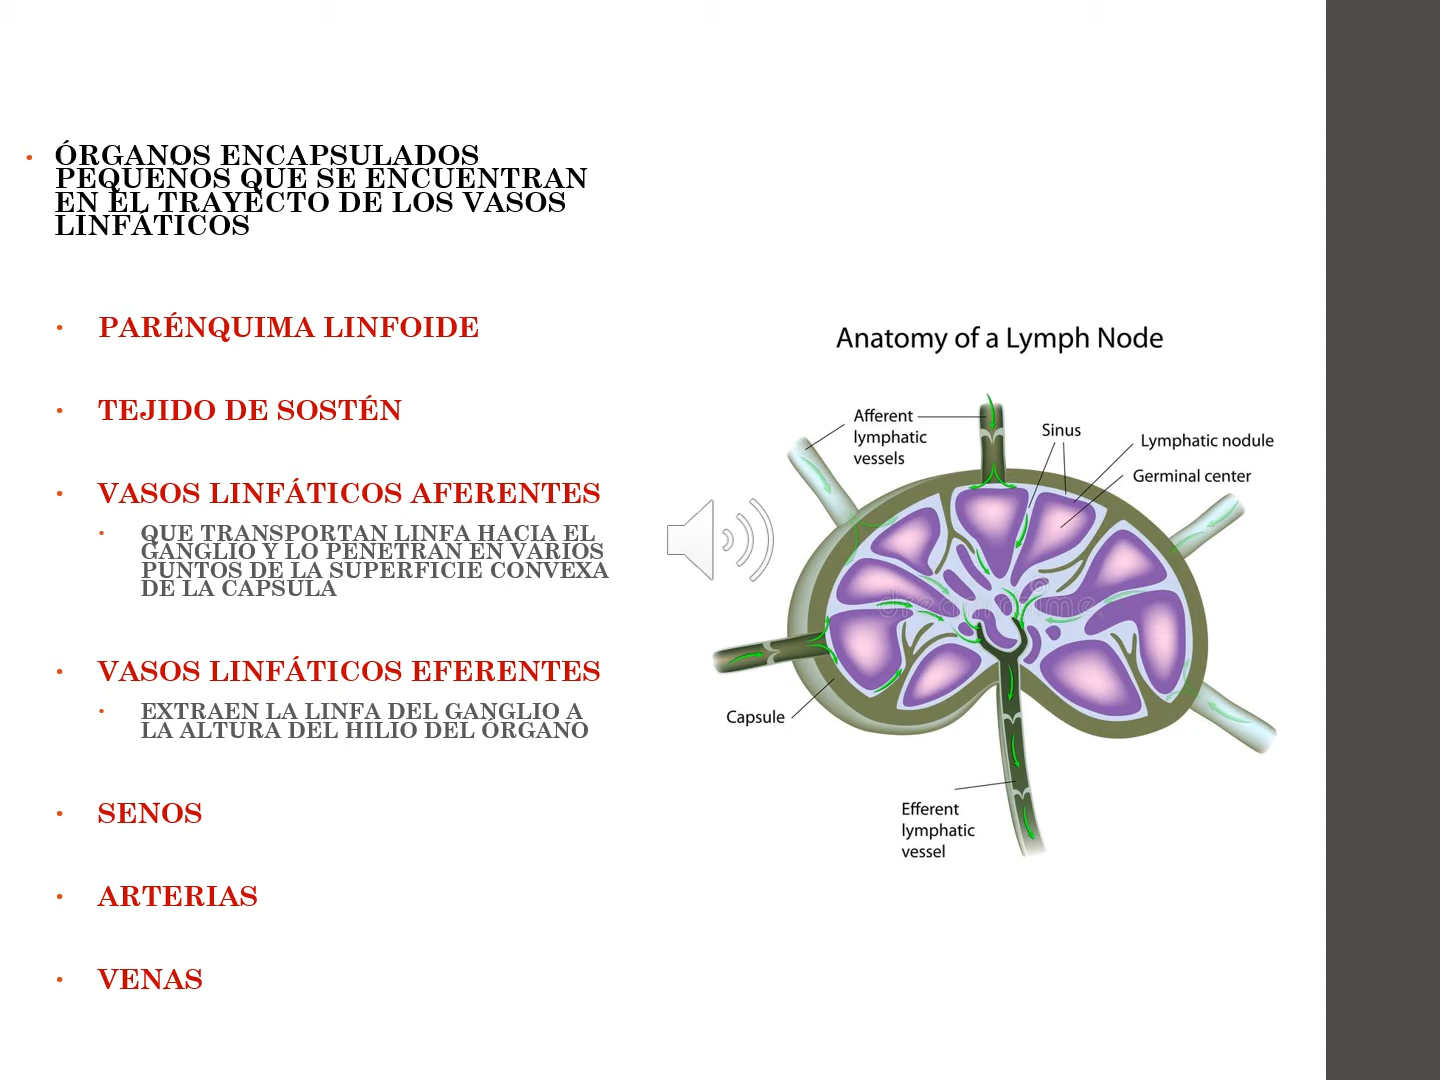 ÓRGANOS ENCAPSULADOS
PEQUEÑOS QUE SE ENCUENTRAN
EN EL TRAYECTO DE LOS VASOS
LINFÁTICOS
PARÉNQUIMA LINFOIDE
TEJIDO DE SOSTÉN
VASOS LINFÁTICOS AFERENTES
QUE TRANSPORTAN LINFA HACIA EL
GANGLIO Y LO PENETRAN EN VARIOS
PUNTOS DE LA SUPERFICIE CONVEXA
DE LA CÁPSULA
VASOS LINFÁTICOS EFERENTES
EXTRAEN LA LINFA DEL GANGLIO A
LA ALTURA DEL HILIO DEL ÓRGANO
SENOS
ARTERIAS
VENAS
Anatomy of a Lymph Node
Afferent
lymphatic
vessels
Sinus
Lymphatic nodule
Germinal center
Capsule
Efferent
lymphatic
vessel
dreamstime